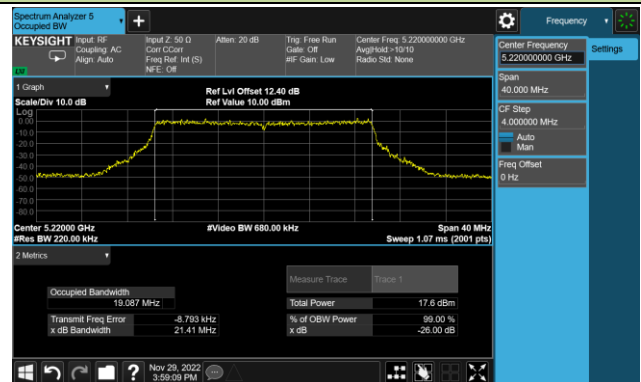 Spectrum Analyzer 5
Occupied BW
Frequency
KEYSIGHT
Input: RF
Coupling: AC
Align: Auto
Input Z: 50 Ω
Corr CCorr
Freq Ref: Int (S)
NFE: Off
Atten: 20 dB
Trig: Free Run
Gate: Off
#IF Gain: Low
Center Freq: 5.220000000 GHz
Avg|Hold:>10/10
Radio Std: None
Center Frequency
5.220000000 GHz
Settings
Span
40.000 MHz
CF Step
4.000000 MHz
Auto
Man
Freq Offset
0 Hz
1 Graph
Scale/Div 10.0 dB
Ref Lvl Offset 12.40 dB
Ref Value 10.00 dBm
Log
0.00
-10.0
-20.0
-30.0
-40.0
-50.0
-60.0
-70.0
-80.0
Center 5.22000 GHz
#Video BW 680.00 kHz
Span 40 MHz
#Res BW 220.00 kHz
Sweep 1.07 ms (2001 pts)
2 Metrics
Measure Trace
Trace 1
Occupied Bandwidth
19.087 MHz
Total Power
17.6 dBm
Transmit Freq Error
-8.793 kHz
% of OBW Power
99.00 %
x dB Bandwidth
21.41 MHz
x dB
-26.00 dB
Nov 29, 2022
3:59:09 PM